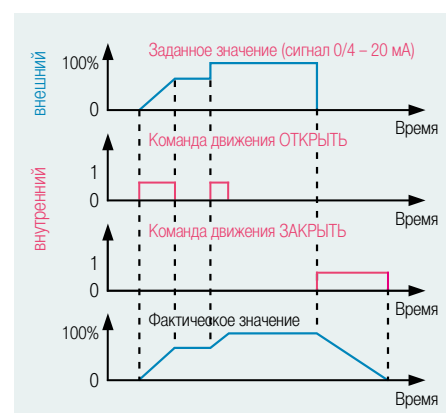 внешний
Заданное значение (сигнал 0/4 – 20 мА)
100%
0
Время
внутренний
Команда движения ОТКРЫТЬ
1
0
Время
Команда движения ЗАКРЫТЬ
1
0
Время
Фактическое значение
100%
0
Время